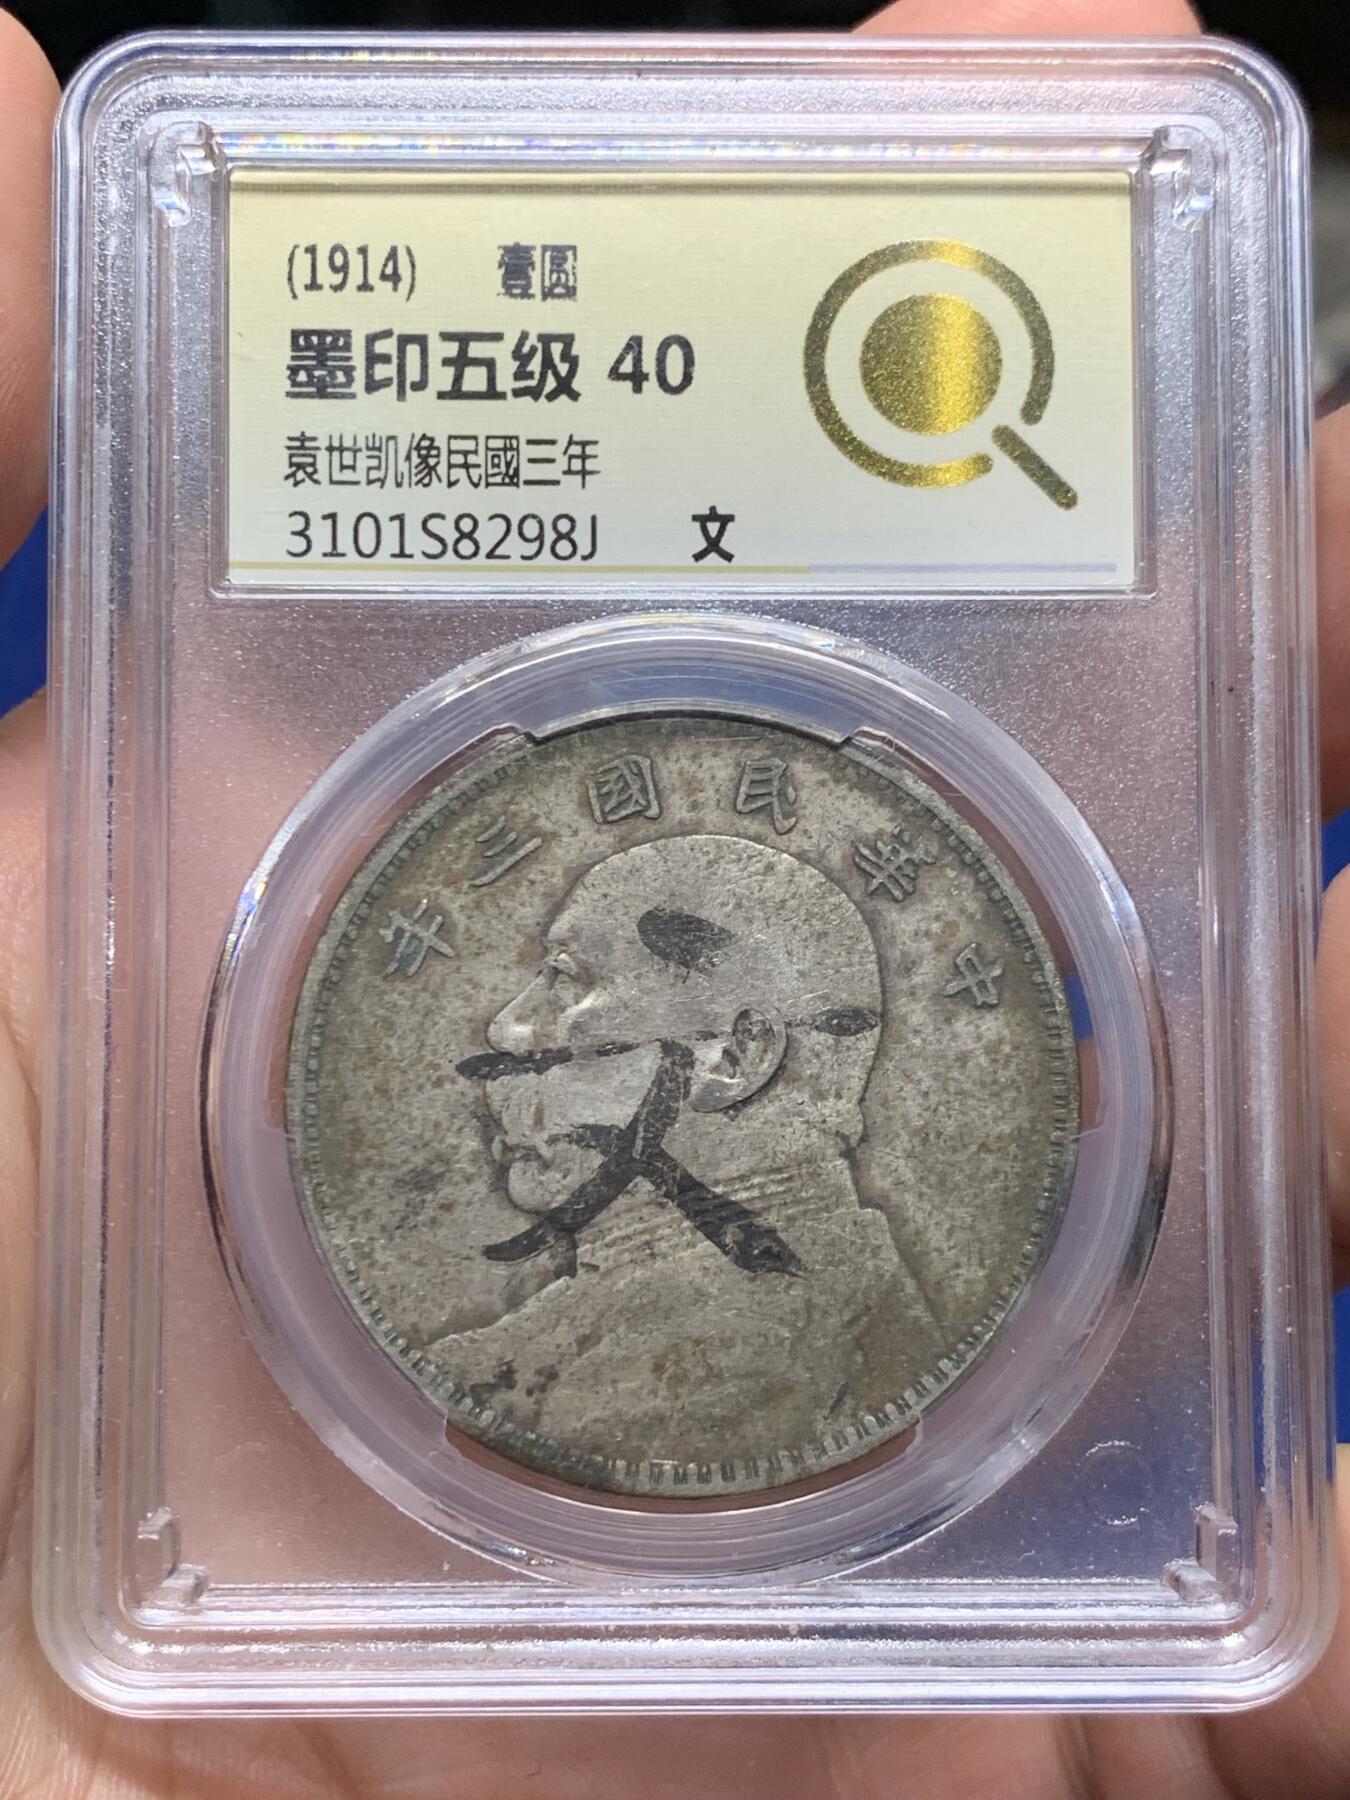 (1914) 壹圆
墨印五级 40
袁世凯像民國三年
3101S8298J 文
年三國民華中
文